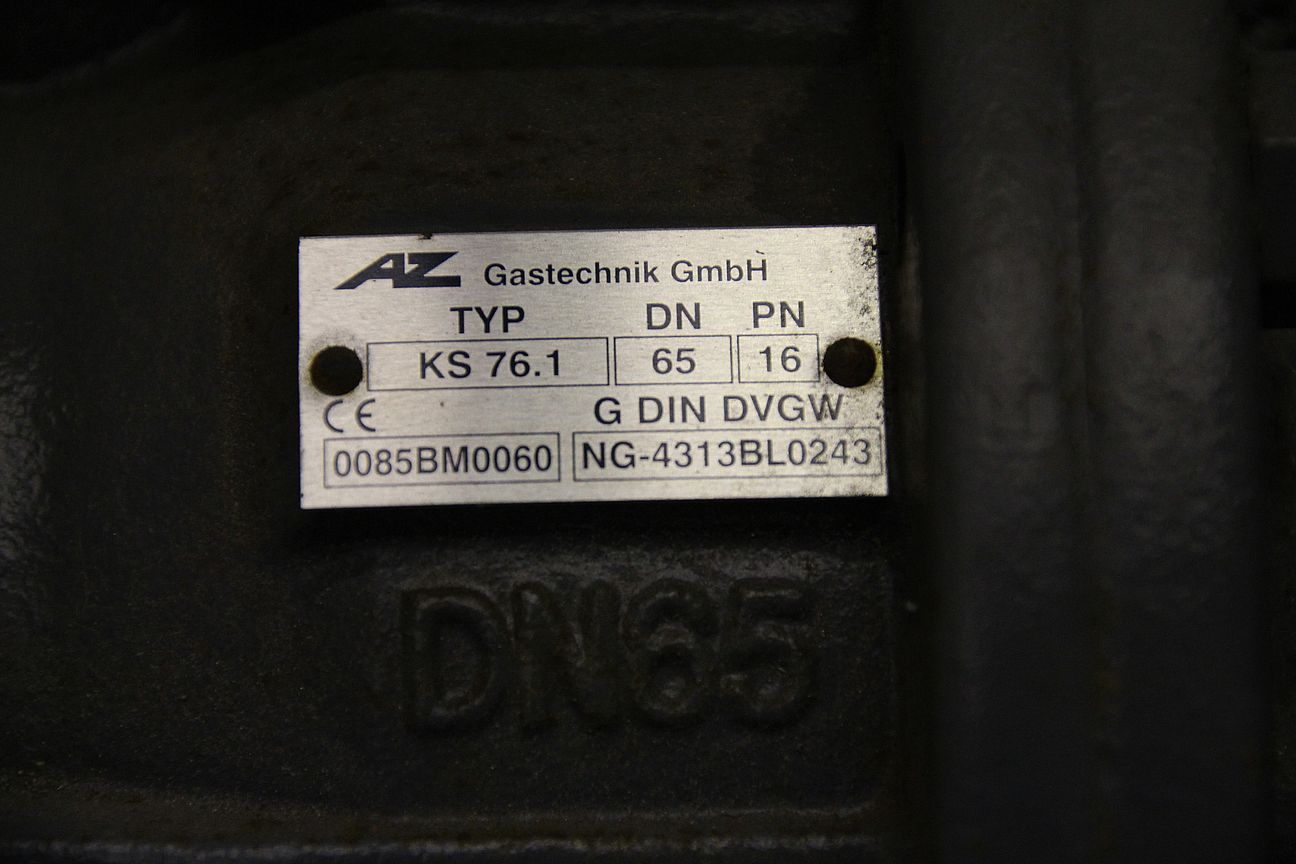 AZ Gastechnik GmbH
TYP DN PN
KS 76.1 65 16
CE G DIN DVGW
0085BM0060 NG-4313BL0243
DN65